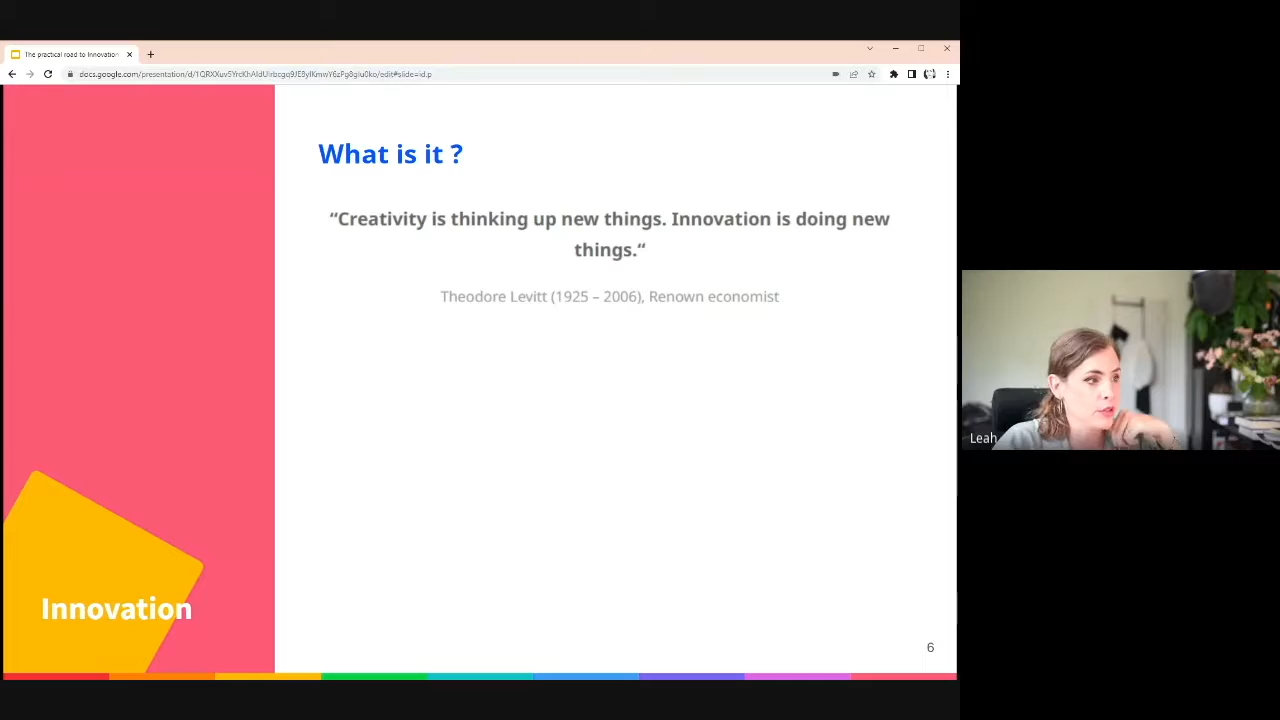 The practical road to Innovation
What is it ?
“Creativity is thinking up new things. Innovation is doing new
things.“
Theodore Levitt (1925 – 2006), Renown economist
Innovation
6
Leah